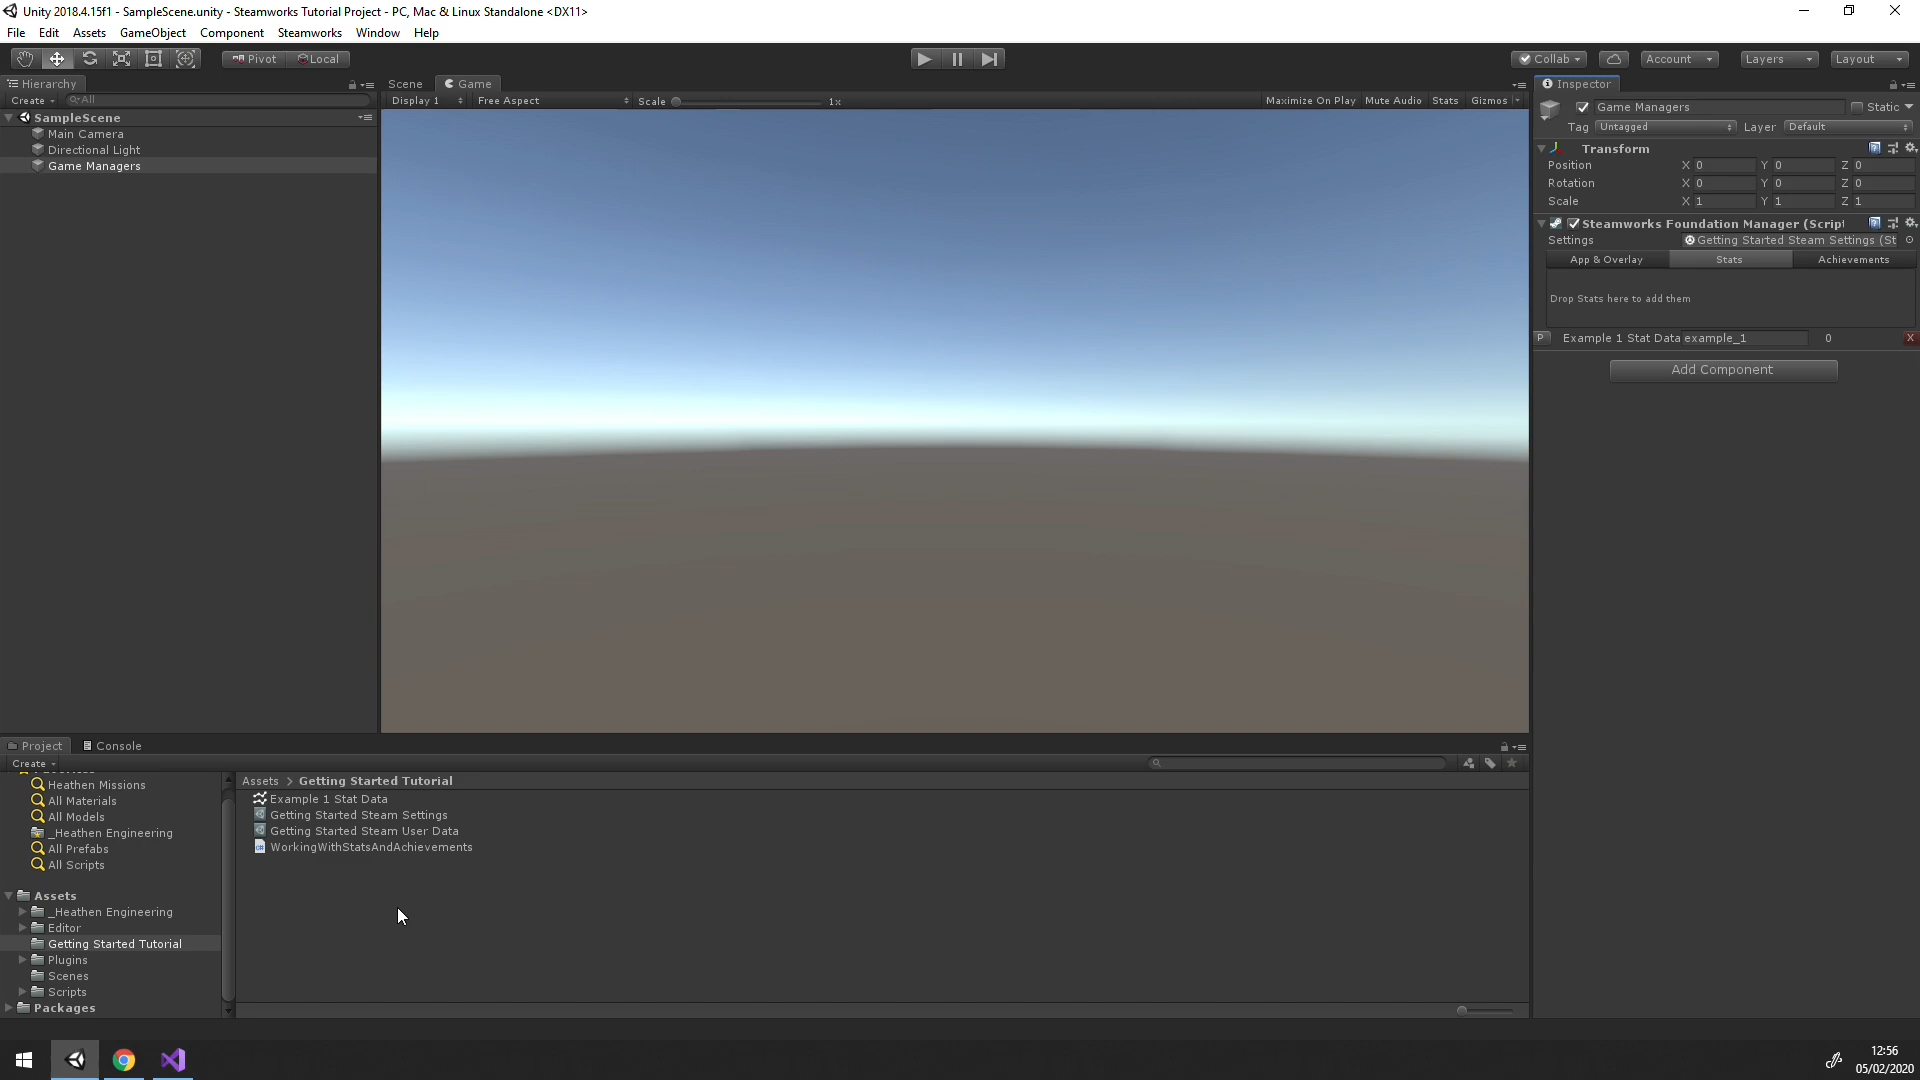 Unity 2018.4.15f1 - SampleScene.unity - Steamworks Tutorial Project - PC, Mac & Linux Standalone <DX11>
File Edit Assets GameObject Component Steamworks Window Help
Pivot Local Collab Account Layers Layout
Hierarchy Scene Game Inspector
Create All Display 1 Free Aspect Scale 1x Maximize On Play Mute Audio Stats Gizmos
Game Managers Static
SampleScene
Tag Untagged Layer Default
Main Camera
Directional Light
Game Managers
Transform
Position X 0 Y 0 Z 0
Rotation X 0 Y 0 Z 0
Scale X 1 Y 1 Z 1
Steamworks Foundation Manager (Script
Settings Getting Started Steam Settings (St
App & Overlay Stats Achievements
Drop Stats here to add them
P Example 1 Stat Data example_1 0 X
Add Component
Project Console
Create
Heathen Missions
All Materials
All Models
_Heathen Engineering
All Prefabs
All Scripts
Assets
_Heathen Engineering
Editor
Getting Started Tutorial
Plugins
Scenes
Scripts
Packages
Assets > Getting Started Tutorial
Example 1 Stat Data
Getting Started Steam Settings
Getting Started Steam User Data
WorkingWithStatsAndAchievements
12:56
05/02/2020